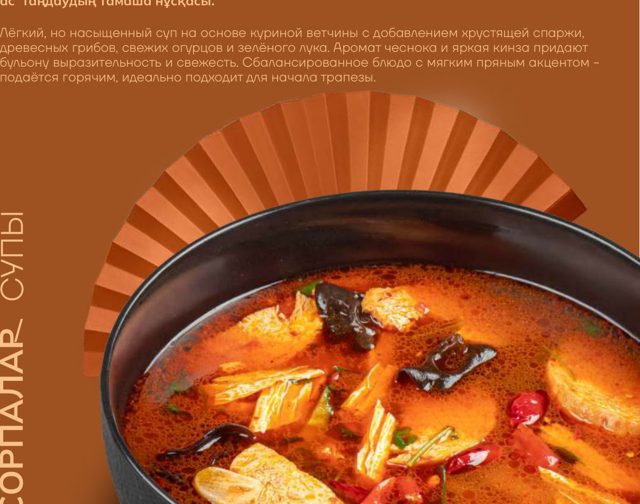 ас таңдаудың тамаша нұсқасы.
Лёгкий, но насыщенный суп на основе куриной ветчины с добавлением хрустящей спаржи,
древесных грибов, свежих огурцов и зелёного лука. Аромат чеснока и яркая кинза придают
бульону выразительность и свежесть. Сбалансированное блюдо с мягким пряным акцентом –
подаётся горячим, идеально подходит для начала трапезы.
СОРПАЛАР СУПЫ